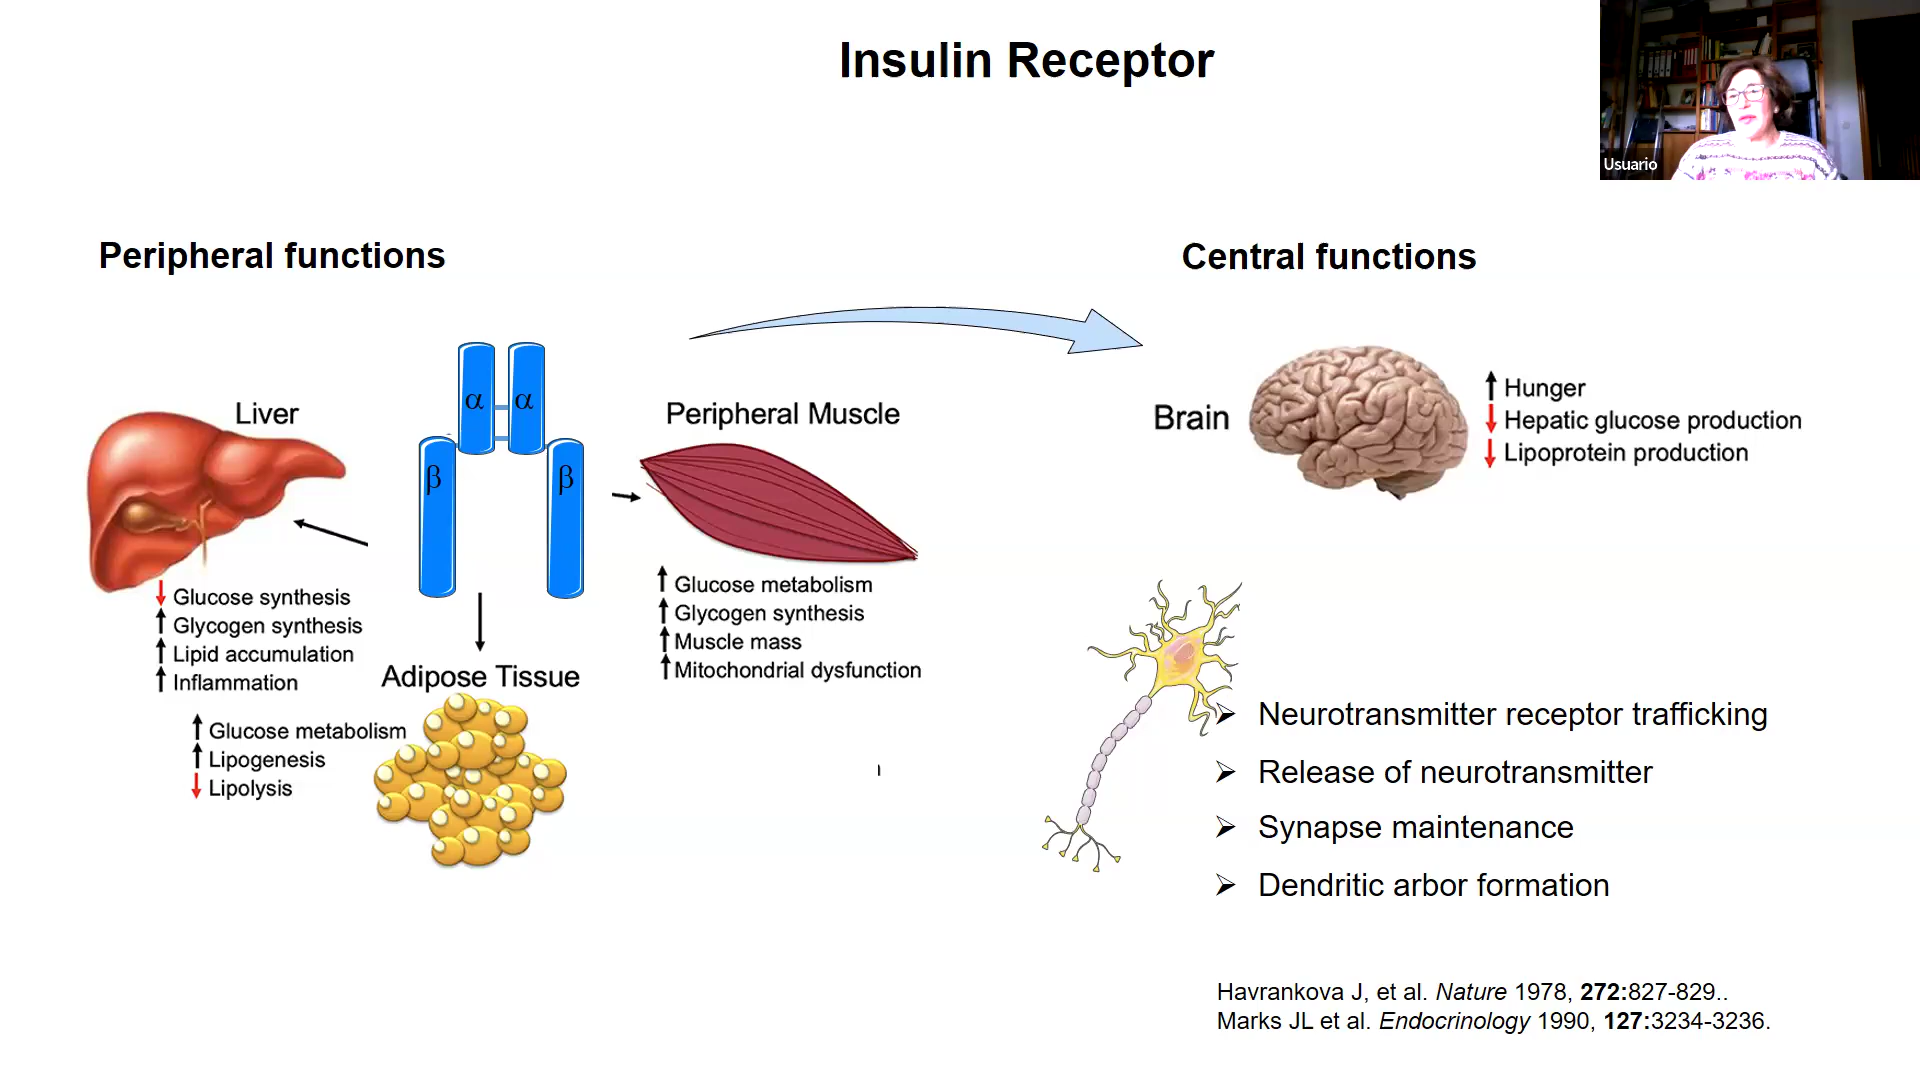 Insulin Receptor
Usuario
Peripheral functions
Central functions
Liver
α α
β β
Peripheral Muscle
Brain
↑ Hunger
↓ Hepatic glucose production
↓ Lipoprotein production
↓ Glucose synthesis
↑ Glycogen synthesis
↑ Lipid accumulation
↑ Inflammation
↑ Glucose metabolism
↑ Glycogen synthesis
↑ Muscle mass
↑ Mitochondrial dysfunction
Adipose Tissue
↑ Glucose metabolism
↑ Lipogenesis
↓ Lipolysis
➢ Neurotransmitter receptor trafficking
➢ Release of neurotransmitter
➢ Synapse maintenance
➢ Dendritic arbor formation
Havrankova J, et al. Nature 1978, 272:827-829..
Marks JL et al. Endocrinology 1990, 127:3234-3236.